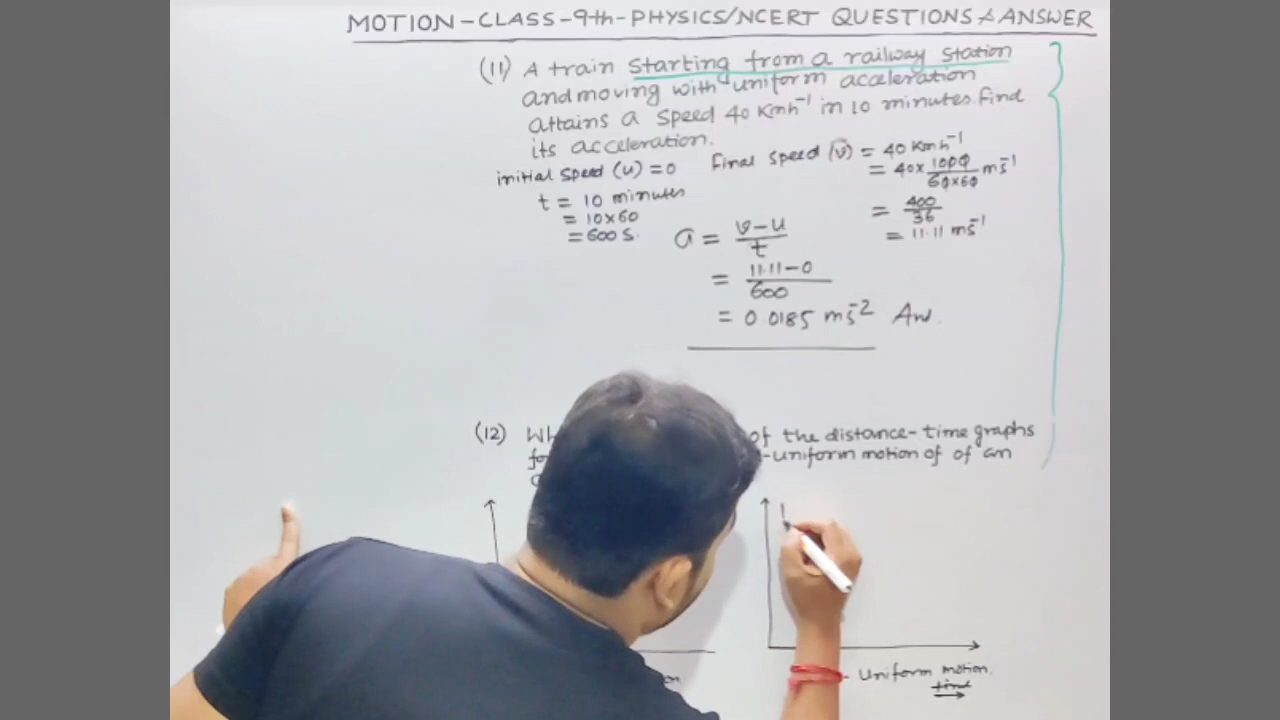 MOTION-CLASS-9th-PHYSICS/NCERT QUESTIONS & ANSWER
(11) A train starting from a railway station
and moving with uniform acceleration
attains a speed 40 Kmh⁻¹ in 10 minutes. Find
its acceleration.
initial speed (u) = 0
t = 10 minutes
= 10×60
= 600 S.
Final speed (v) = 40 Kmh⁻¹
= 40× 1000/60×60 ms⁻¹
= 400/36
= 11.11 ms⁻¹
a = v-u/t
= 11.11-0/600
= 0.0185 ms⁻² Ans.
(12) Wh of the distance-time graphs
fo -uniform motion of of an
- Uniform motion.
time